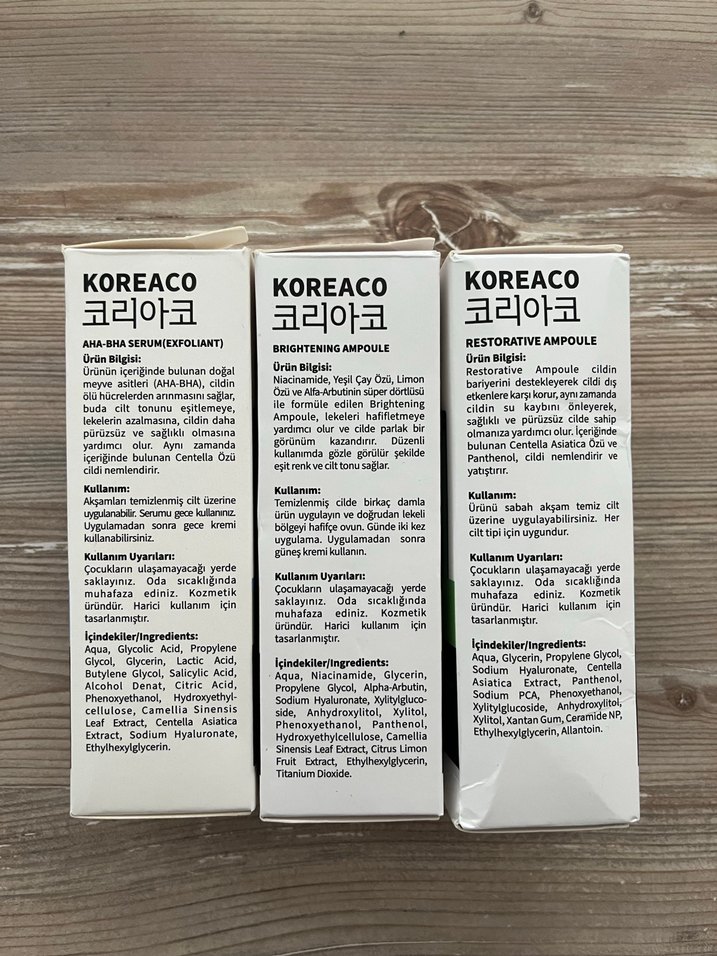 KOREACO
코리아코
AHA-BHA SERUM(EXFOLIANT)
Ürün Bilgisi:
Ürünün içeriğinde bulunan doğal
meyve asitleri (AHA-BHA), cildin
ölü hücrelerden arınmasını sağlar,
buda cilt tonunu eşitlemeye,
lekelerin azalmasına, cildin daha
pürüzsüz ve sağlıklı olmasına
yardımcı olur. Aynı zamanda
içeriğinde bulunan Centella Özü
cildi nemlendirir.
Kullanım:
Akşamları temizlenmiş cilt üzerine
uygulanabilir. Serumu gece kullanınız.
Uygulamadan sonra gece kremi
kullanabilirsiniz.
Kullanım Uyarıları:
Çocukların ulaşamayacağı yerde
saklayınız. Oda sıcaklığında
muhafaza ediniz. Kozmetik
üründür. Harici kullanım için
tasarlanmıştır.
İçindekiler/Ingredients:
Aqua, Glycolic Acid, Propylene
Glycol, Glycerin, Lactic Acid,
Butylene Glycol, Salicylic Acid,
Alcohol Denat, Citric Acid,
Phenoxyethanol, Hydroxyethyl-
cellulose, Camellia Sinensis
Leaf Extract, Centella Asiatica
Extract, Sodium Hyaluronate,
Ethylhexylglycerin.
KOREACO
코리아코
BRIGHTENING AMPOULE
Ürün Bilgisi:
Niacinamide, Yeşil Çay Özü, Limon
Özü ve Alfa-Arbutinin süper dörtlüsü
ile formüle edilen Brightening
Ampoule, lekeleri hafifletmeye
yardımcı olur ve cilde parlak bir
görünüm kazandırır. Düzenli
kullanımda gözle görülür şekilde
eşit renk ve cilt tonu sağlar.
Kullanım:
Temizlenmiş cilde birkaç damla
ürün uygulayın ve doğrudan lekeli
bölgeyi hafifçe ovun. Günde iki kez
uygulama. Uygulamadan sonra
güneş kremi kullanın.
Kullanım Uyarıları:
Çocukların ulaşamayacağı yerde
saklayınız. Oda sıcaklığında
muhafaza ediniz. Kozmetik
üründür. Harici kullanım için
tasarlanmıştır.
İçindekiler/Ingredients:
Aqua, Niacinamide, Glycerin,
Propylene Glycol, Alpha-Arbutin,
Sodium Hyaluronate, Xylitylgluco-
side, Anhydroxylitol, Xylitol,
Phenoxyethanol, Panthenol,
Hydroxyethylcellulose, Camellia
Sinensis Leaf Extract, Citrus Limon
Fruit Extract, Ethylhexylglycerin,
Titanium Dioxide.
KOREACO
코리아코
RESTORATIVE AMPOULE
Ürün Bilgisi:
Restorative Ampoule cildin
bariyerini destekleyerek cildi dış
etkenlere karşı korur, aynı zamanda
cildin su kaybını önleyerek,
sağlıklı ve pürüzsüz cilde sahip
olmanıza yardımcı olur. İçeriğinde
bulunan Centella Asiatica Özü ve
Panthenol, cildi nemlendirir ve
yatıştırır.
Kullanım:
Ürünü sabah akşam temiz cilt
üzerine uygulayabilirsiniz. Her
cilt tipi için uygundur.
Kullanım Uyarıları:
Çocukların ulaşamayacağı yerde
saklayınız. Oda sıcaklığında
muhafaza ediniz. Kozmetik
üründür. Harici kullanım için
tasarlanmıştır.
İçindekiler/Ingredients:
Aqua, Glycerin, Propylene Glycol,
Sodium Hyaluronate, Centella
Asiatica Extract, Panthenol,
Sodium PCA, Phenoxyethanol,
Xylitylglucoside, Anhydroxylitol,
Xylitol, Xantan Gum, Ceramide NP,
Ethylhexylglycerin, Allantoin.